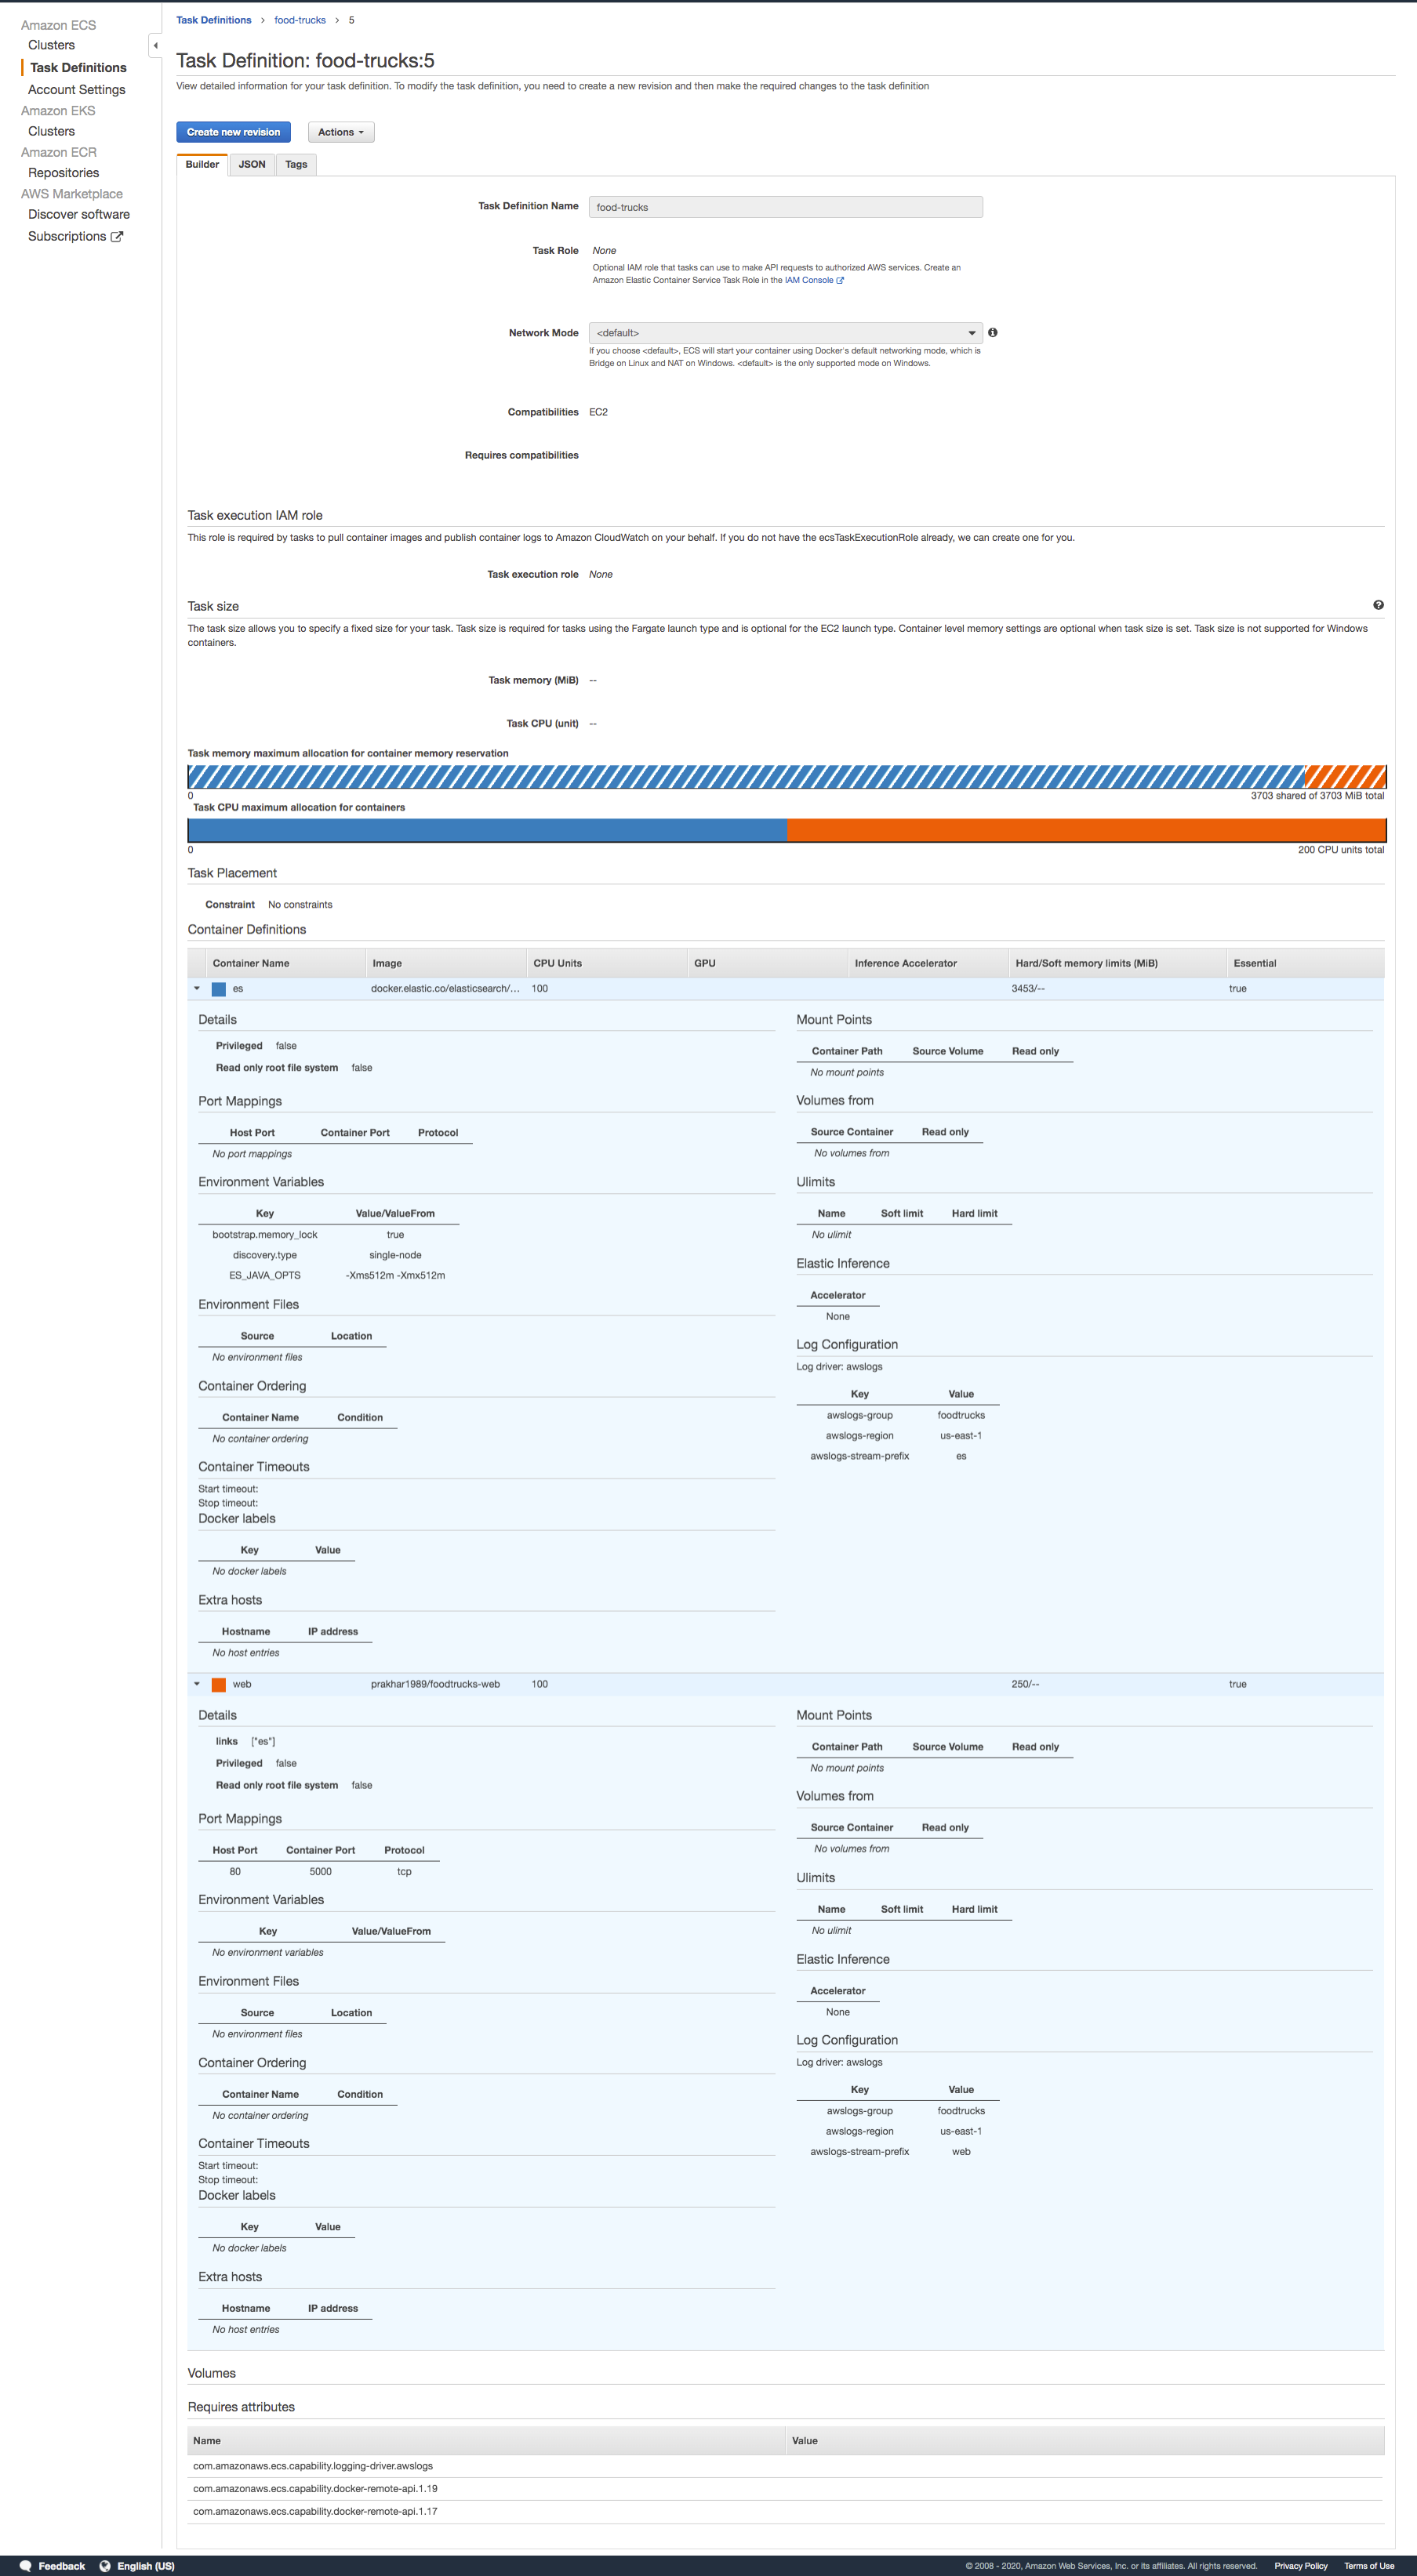 Amazon ECS
Clusters
Task Definitions
Account Settings
Amazon EKS
Clusters
Amazon ECR
Repositories
AWS Marketplace
Discover software
Subscriptions
Task Definitions > food-trucks > 5
Task Definition: food-trucks:5
View detailed information for your task definition. To modify the task definition, you need to create a new revision and then make the required changes to the task definition
Create new revision Actions
Builder JSON Tags
Task Definition Name food-trucks
Task Role None
Optional IAM role that tasks can use to make API requests to authorized AWS services. Create an
Amazon Elastic Container Service Task Role in the IAM Console
Network Mode <default>
If you choose <default>, ECS will start your container using Docker's default networking mode, which is
Bridge on Linux and NAT on Windows. <default> is the only supported mode on Windows.
Compatibilities EC2
Requires compatibilities
Task execution IAM role
This role is required by tasks to pull container images and publish container logs to Amazon CloudWatch on your behalf. If you do not have the ecsTaskExecutionRole already, we can create one for you.
Task execution role None
Task size
The task size allows you to specify a fixed size for your task. Task size is required for tasks using the Fargate launch type and is optional for the EC2 launch type. Container level memory settings are optional when task size is set. Task size is not supported for Windows
containers.
Task memory (MiB) --
Task CPU (unit) --
Task memory maximum allocation for container memory reservation
0 3703 shared of 3703 MiB total
Task CPU maximum allocation for containers
0 200 CPU units total
Task Placement
Constraint No constraints
Container Definitions
Container Name Image CPU Units GPU Inference Accelerator Hard/Soft memory limits (MiB) Essential
es docker.elastic.co/elasticsearch/... 100 3453/-- true
Details
Privileged false
Read only root file system false
Port Mappings
Host Port Container Port Protocol
No port mappings
Environment Variables
Key Value/ValueFrom
bootstrap.memory_lock true
discovery.type single-node
ES_JAVA_OPTS -Xms512m -Xmx512m
Environment Files
Source Location
No environment files
Container Ordering
Container Name Condition
No container ordering
Container Timeouts
Start timeout:
Stop timeout:
Docker labels
Key Value
No docker labels
Extra hosts
Hostname IP address
No host entries
Mount Points
Container Path Source Volume Read only
No mount points
Volumes from
Source Container Read only
No volumes from
Ulimits
Name Soft limit Hard limit
No ulimit
Elastic Inference
Accelerator
None
Log Configuration
Log driver: awslogs
Key Value
awslogs-group foodtrucks
awslogs-region us-east-1
awslogs-stream-prefix es
web prakhar1989/foodtrucks-web 100 250/-- true
Details
links ["es"]
Privileged false
Read only root file system false
Port Mappings
Host Port Container Port Protocol
80 5000 tcp
Environment Variables
Key Value/ValueFrom
No environment variables
Environment Files
Source Location
No environment files
Container Ordering
Container Name Condition
No container ordering
Container Timeouts
Start timeout:
Stop timeout:
Docker labels
Key Value
No docker labels
Extra hosts
Hostname IP address
No host entries
Mount Points
Container Path Source Volume Read only
No mount points
Volumes from
Source Container Read only
No volumes from
Ulimits
Name Soft limit Hard limit
No ulimit
Elastic Inference
Accelerator
None
Log Configuration
Log driver: awslogs
Key Value
awslogs-group foodtrucks
awslogs-region us-east-1
awslogs-stream-prefix web
Volumes
Requires attributes
Name Value
com.amazonaws.ecs.capability.logging-driver.awslogs
com.amazonaws.ecs.capability.docker-remote-api.1.19
com.amazonaws.ecs.capability.docker-remote-api.1.17
Feedback English (US) © 2008 - 2020, Amazon Web Services, Inc. or its affiliates. All rights reserved. Privacy Policy Terms of Use